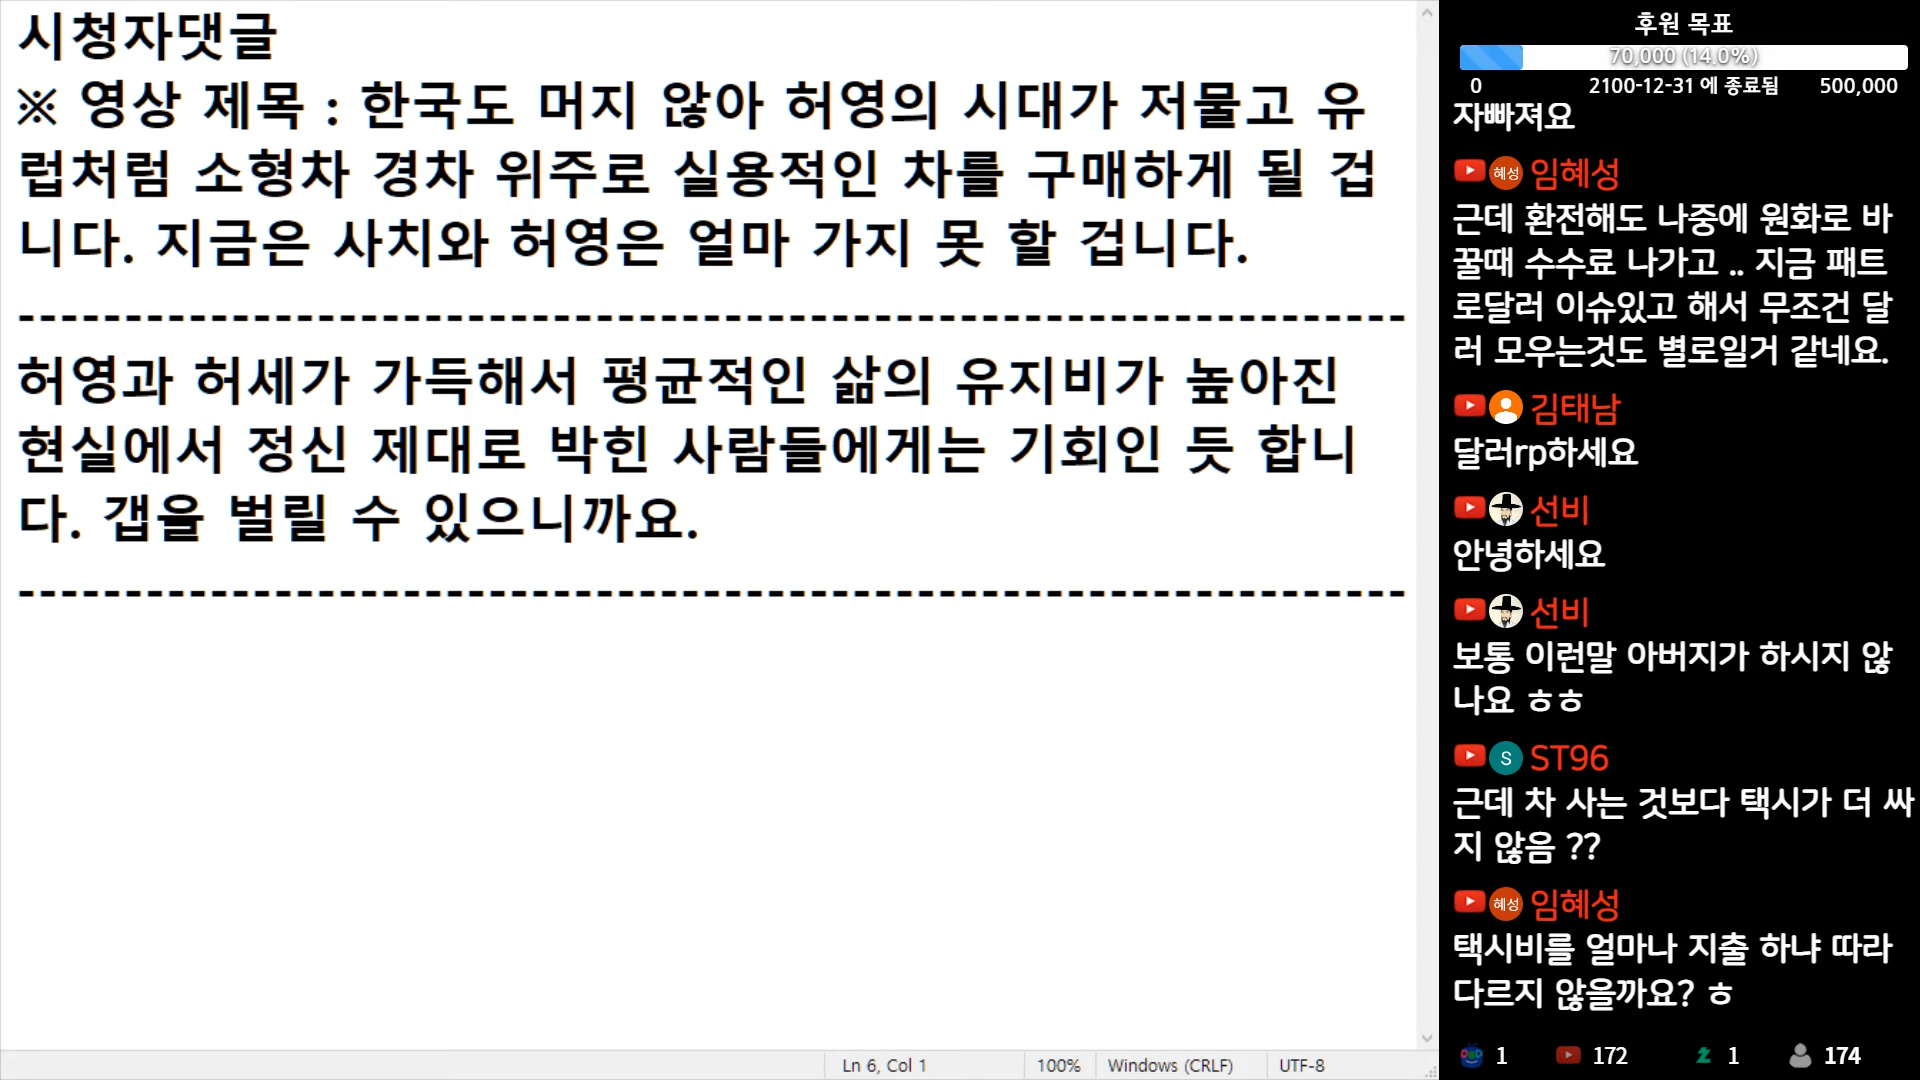 시청자댓글
※ 영상 제목 : 한국도 머지 않아 허영의 시대가 저물고 유
럽처럼 소형차 경차 위주로 실용적인 차를 구매하게 될 겁
니다. 지금은 사치와 허영은 얼마 가지 못 할 겁니다.
-----------------------------------------------------------------
허영과 허세가 가득해서 평균적인 삶의 유지비가 높아진
현실에서 정신 제대로 박힌 사람들에게는 기회인 듯 합니
다. 갭을 벌릴 수 있으니까요.
-----------------------------------------------------------------
Ln 6, Col 1 100% Windows (CRLF) UTF-8
후원 목표
70,000 (14.0%)
0 2100-12-31 에 종료됨 500,000
자빠져요
혜성 임혜성
근데 환전해도 나중에 원화로 바
꿀때 수수료 나가고 .. 지금 패트
로달러 이슈있고 해서 무조건 달
러 모우는것도 별로일거 같네요.
김태남
달러rp하세요
선비
안녕하세요
선비
보통 이런말 아버지가 하시지 않
나요 ㅎㅎ
S ST96
근데 차 사는 것보다 택시가 더 싸
지 않음 ??
혜성 임혜성
택시비를 얼마나 지출 하냐 따라
다르지 않을까요? ㅎ
1 172 1 174